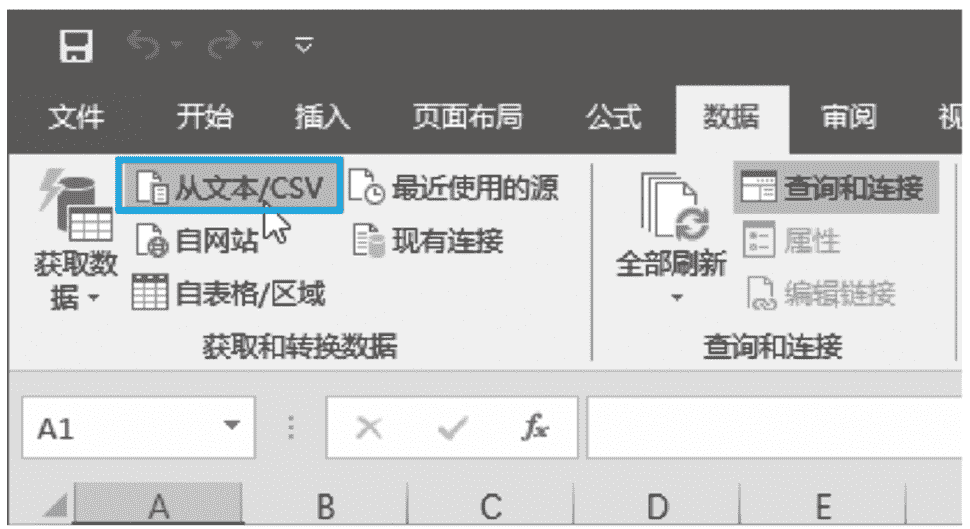 文件 开始 插入 页面布局 公式 数据 审阅 视
从文本/CSV 最近使用的源 查询和连接
自网站 现有连接 属性
获取数据 全部刷新
自表格/区域 编辑链接
获取和转换数据 查询和连接
A1 fx
A B C D E